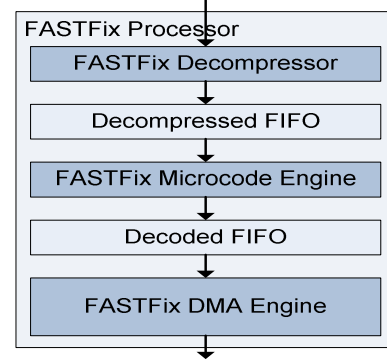 FASTFix Processor
FASTFix Decompressor
Decompressed FIFO
FASTFix Microcode Engine
Decoded FIFO
FASTFix DMA Engine